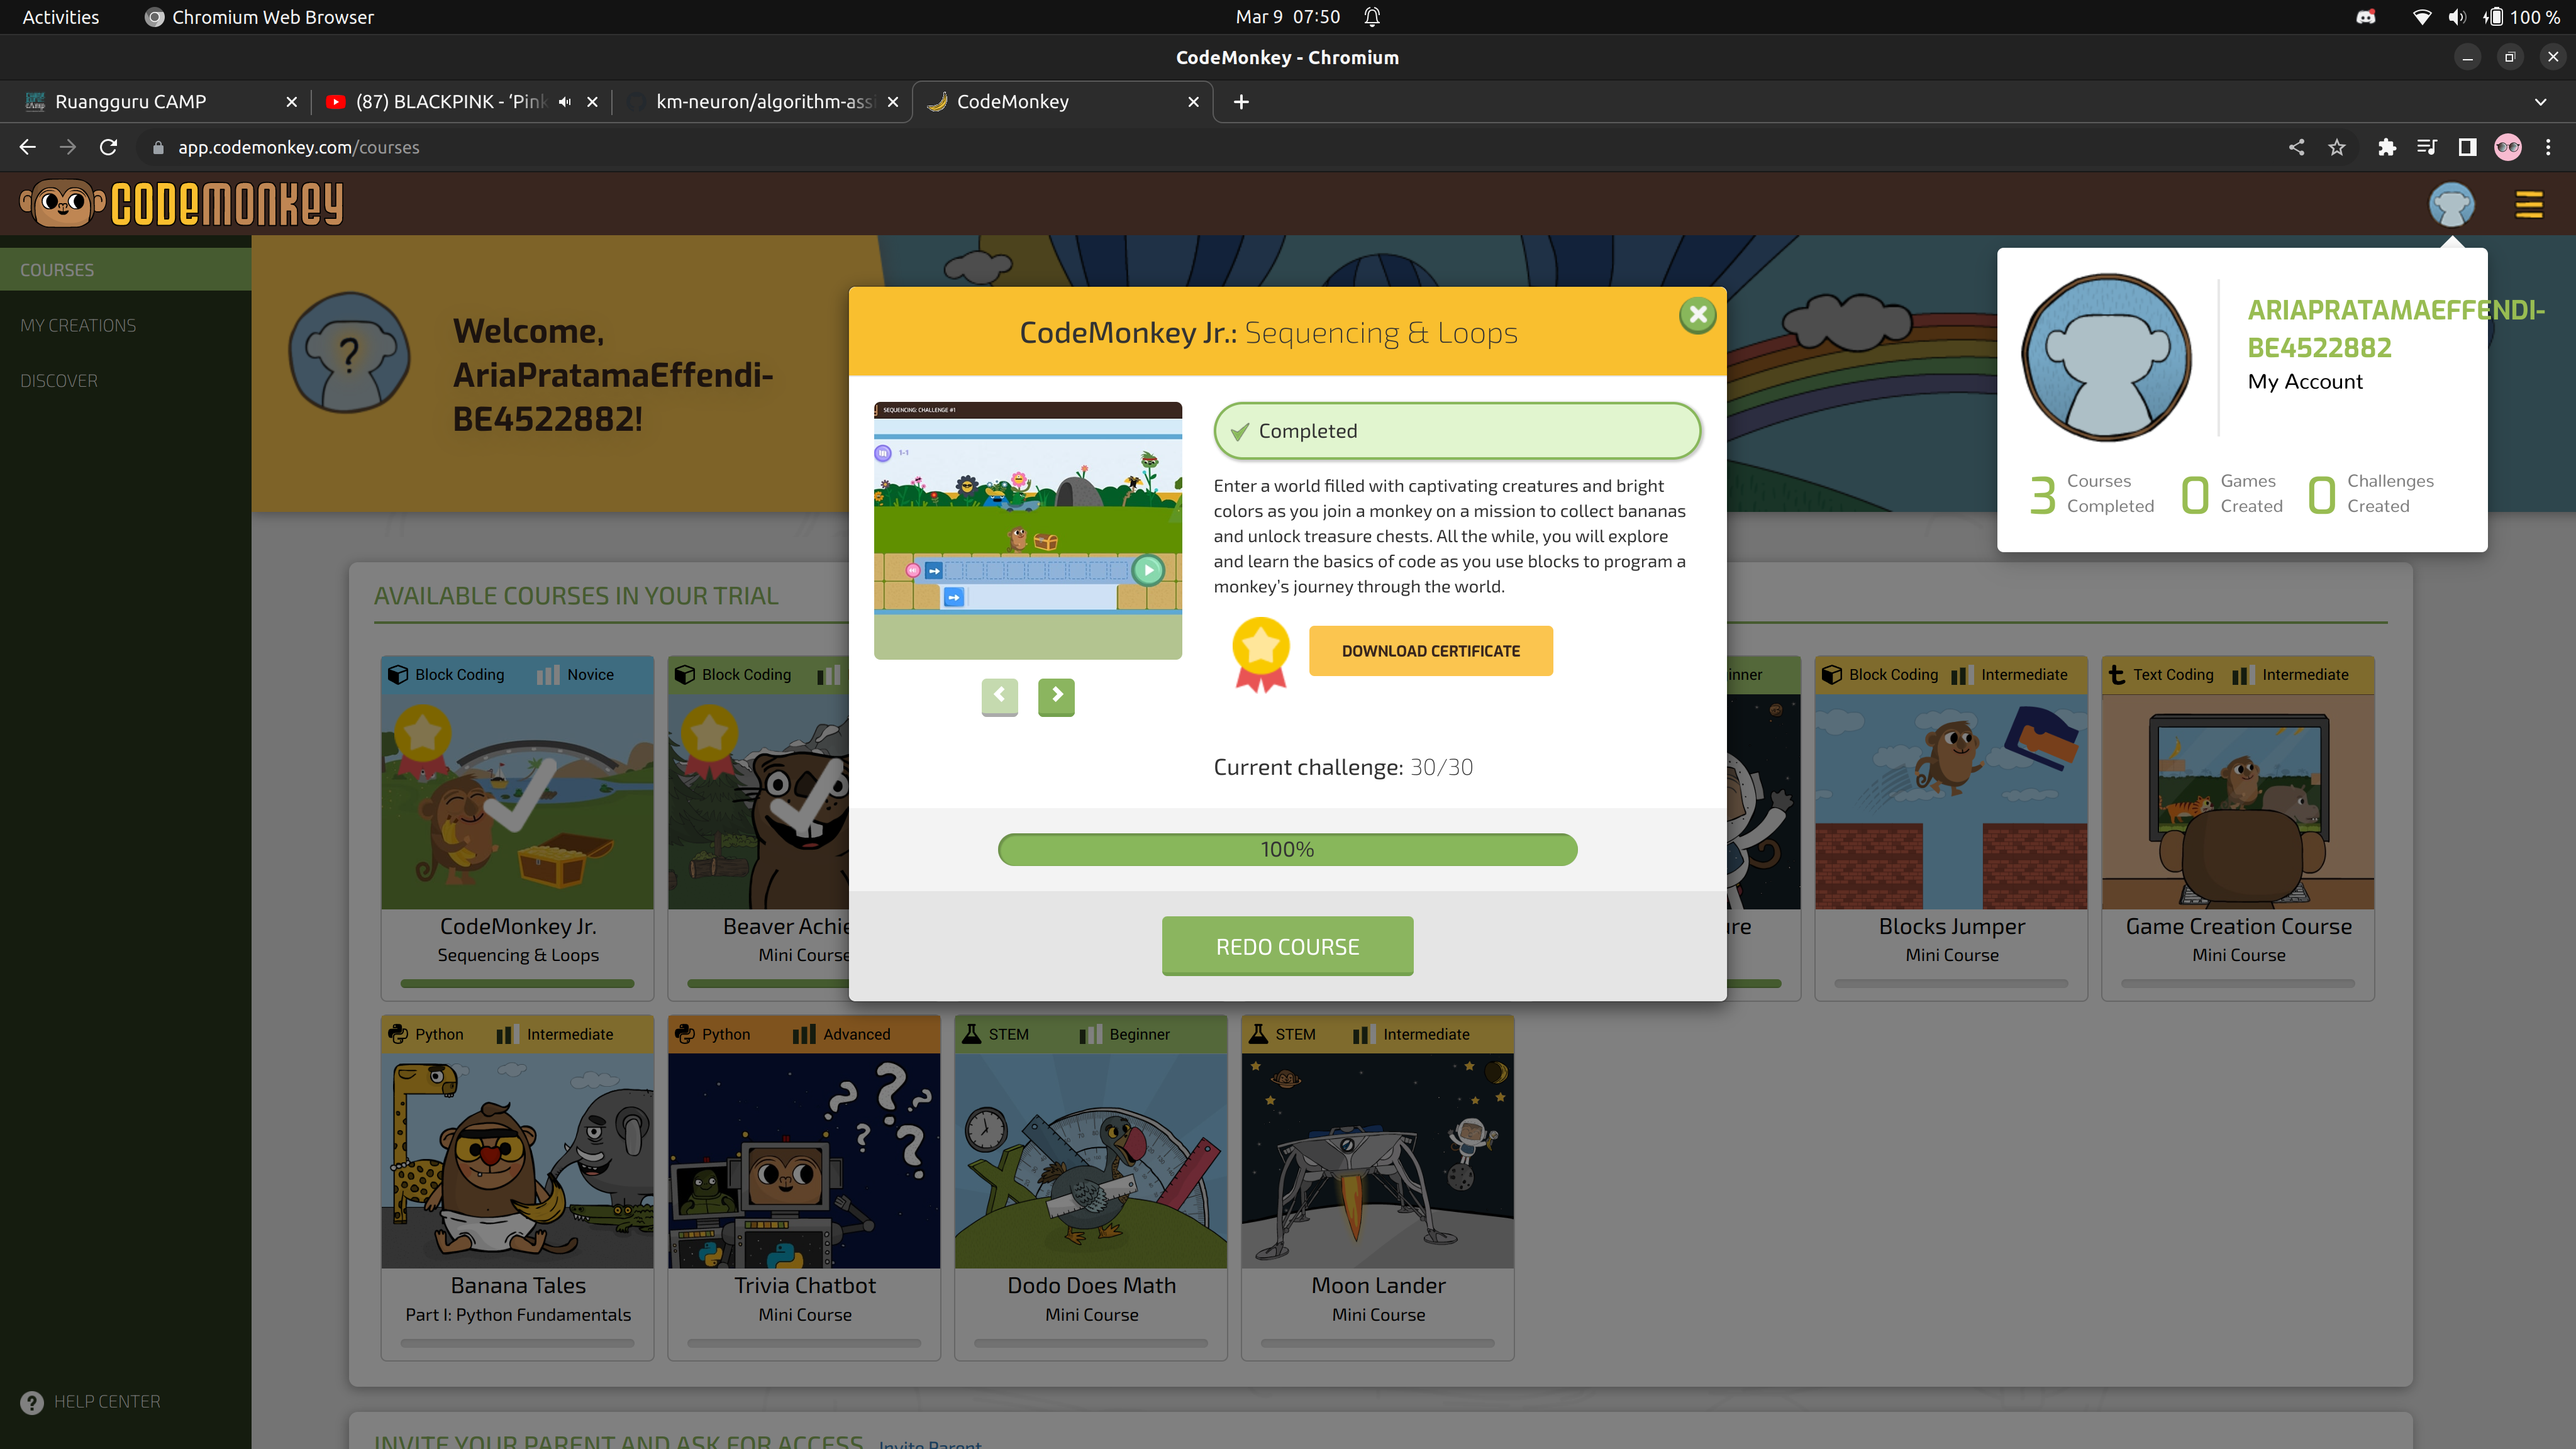 Activities
Chromium Web Browser
Mar 9 07:50
100 %
CodeMonkey - Chromium
Ruangguru CAMP
(87) BLACKPINK - ‘Pink
km-neuron/algorithm-assi
CodeMonkey
app.codemonkey.com/courses
CODEMONKEY
COURSES
MY CREATIONS
DISCOVER
HELP CENTER
Welcome,
AriaPratamaEffendi-
BE4522882!
ARIAPRATAMAEFFENDI-
BE4522882
My Account
3 Courses Completed
0 Games Created
0 Challenges Created
CodeMonkey Jr.: Sequencing & Loops
SEQUENCING: CHALLENGE #1
1-1
Completed
Enter a world filled with captivating creatures and bright
colors as you join a monkey on a mission to collect bananas
and unlock treasure chests. All the while, you will explore
and learn the basics of code as you use blocks to program a
monkey's journey through the world.
DOWNLOAD CERTIFICATE
Current challenge: 30/30
100%
REDO COURSE
AVAILABLE COURSES IN YOUR TRIAL
Block Coding Novice
CodeMonkey Jr.
Sequencing & Loops
Block Coding
Beaver Achie
Mini Course
inner
ure
Block Coding Intermediate
Blocks Jumper
Mini Course
Text Coding Intermediate
Game Creation Course
Mini Course
Python Intermediate
Banana Tales
Part I: Python Fundamentals
Python Advanced
Trivia Chatbot
Mini Course
STEM Beginner
Dodo Does Math
Mini Course
STEM Intermediate
Moon Lander
Mini Course
INVITE YOUR PARENT AND ASK FOR ACCESS Invite Parent